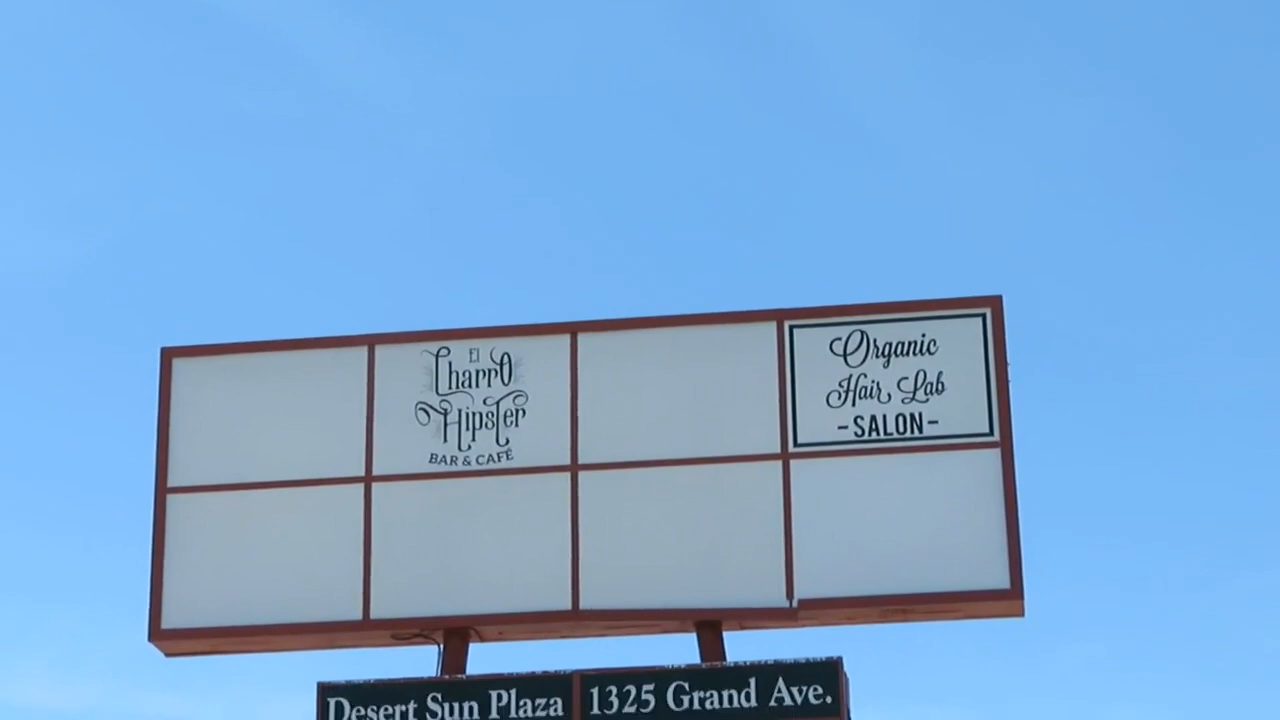 El
Charro
Hipster
BAR & CAFÉ
Organic
Hair Lab
-SALON-
Desert Sun Plaza
1325 Grand Ave.